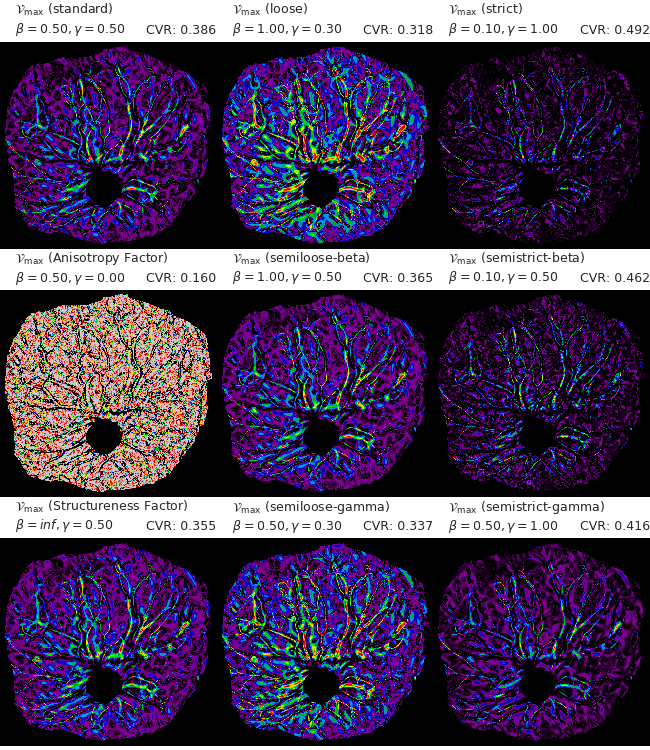 𝒱max (standard)
β = 0.50, γ = 0.50 CVR: 0.386
𝒱max (loose)
β = 1.00, γ = 0.30 CVR: 0.318
𝒱max (strict)
β = 0.10, γ = 1.00 CVR: 0.492
𝒱max (Anisotropy Factor)
β = 0.50, γ = 0.00 CVR: 0.160
𝒱max (semiloose-beta)
β = 1.00, γ = 0.50 CVR: 0.365
𝒱max (semistrict-beta)
β = 0.10, γ = 0.50 CVR: 0.462
𝒱max (Structureness Factor)
β = inf, γ = 0.50 CVR: 0.355
𝒱max (semiloose-gamma)
β = 0.50, γ = 0.30 CVR: 0.337
𝒱max (semistrict-gamma)
β = 0.50, γ = 1.00 CVR: 0.416